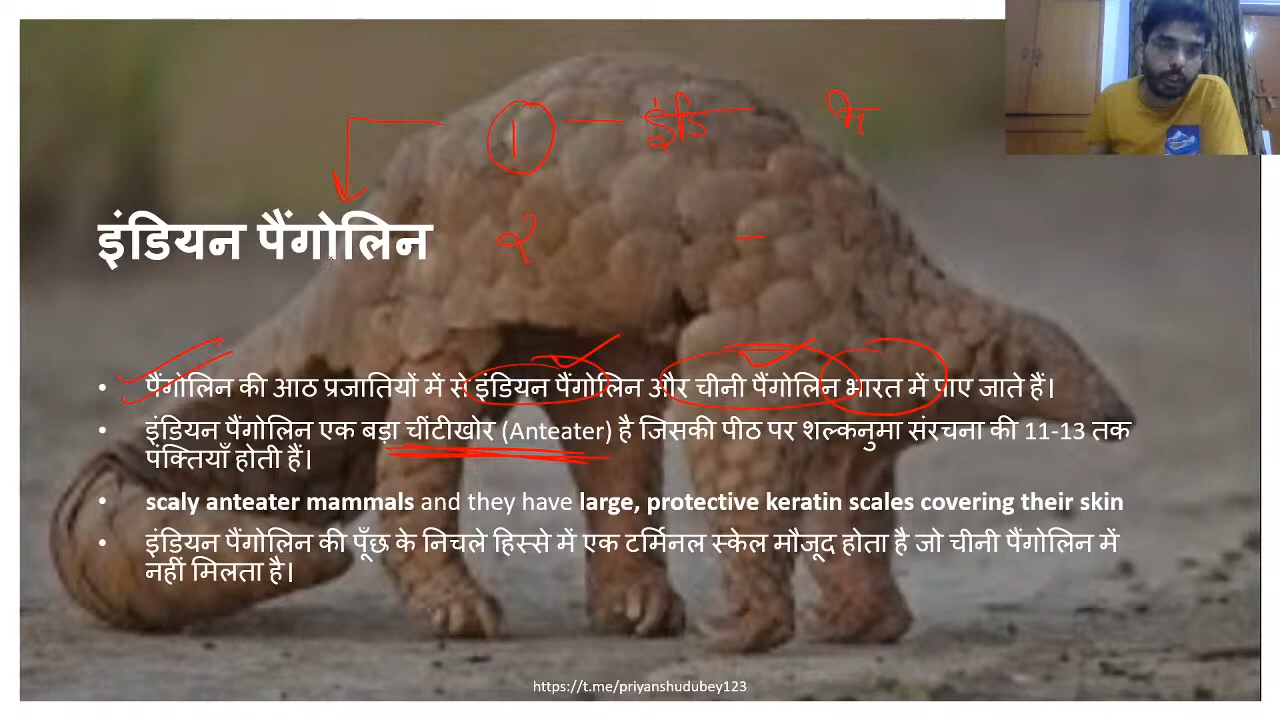 १ — इंडि
२ -
इंडियन पैंगोलिन
• पैंगोलिन की आठ प्रजातियों में से इंडियन पैंगोलिन और चीनी पैंगोलिन भारत में पाए जाते हैं।
• इंडियन पैंगोलिन एक बड़ा चींटीखोर (Anteater) है जिसकी पीठ पर शल्कनुमा संरचना की 11-13 तक
पंक्तियाँ होती हैं।
• scaly anteater mammals and they have large, protective keratin scales covering their skin
• इंडियन पैंगोलिन की पूँछ के निचले हिस्से में एक टर्मिनल स्केल मौजूद होता है जो चीनी पैंगोलिन में
नहीं मिलता है।
https://t.me/priyanshudubey123